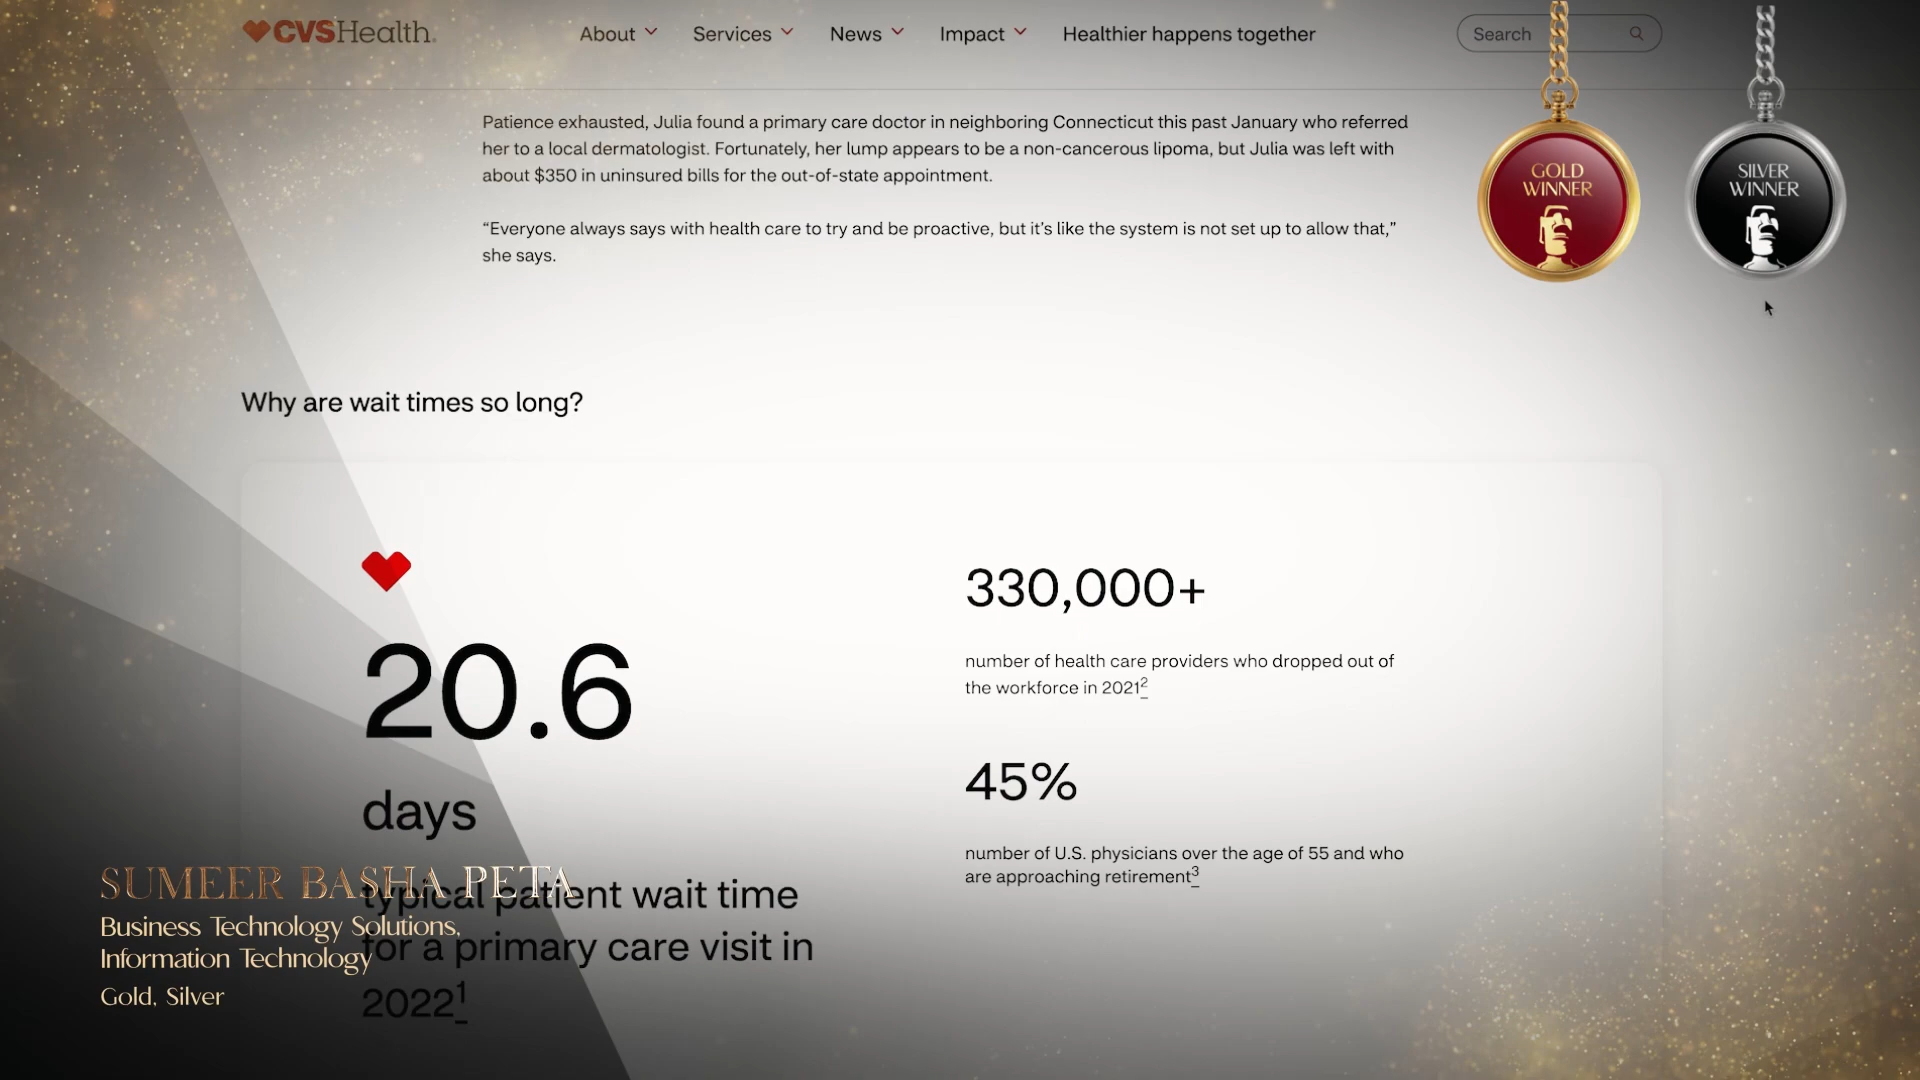 CVSHealth.
About
Services
News
Impact
Healthier happens together
Search
Patience exhausted, Julia found a primary care doctor in neighboring Connecticut this past January who referred
her to a local dermatologist. Fortunately, her lump appears to be a non-cancerous lipoma, but Julia was left with
about $350 in uninsured bills for the out-of-state appointment.
“Everyone always says with health care to try and be proactive, but it’s like the system is not set up to allow that,”
she says.
GOLD
WINNER
SILVER
WINNER
Why are wait times so long?
20.6
days
typical patient wait time
for a primary care visit in
2022¹
330,000+
number of health care providers who dropped out of
the workforce in 2021²
45%
number of U.S. physicians over the age of 55 and who
are approaching retirement³
SUMEER BASHA PETA
Business Technology Solutions,
Information Technology
Gold, Silver